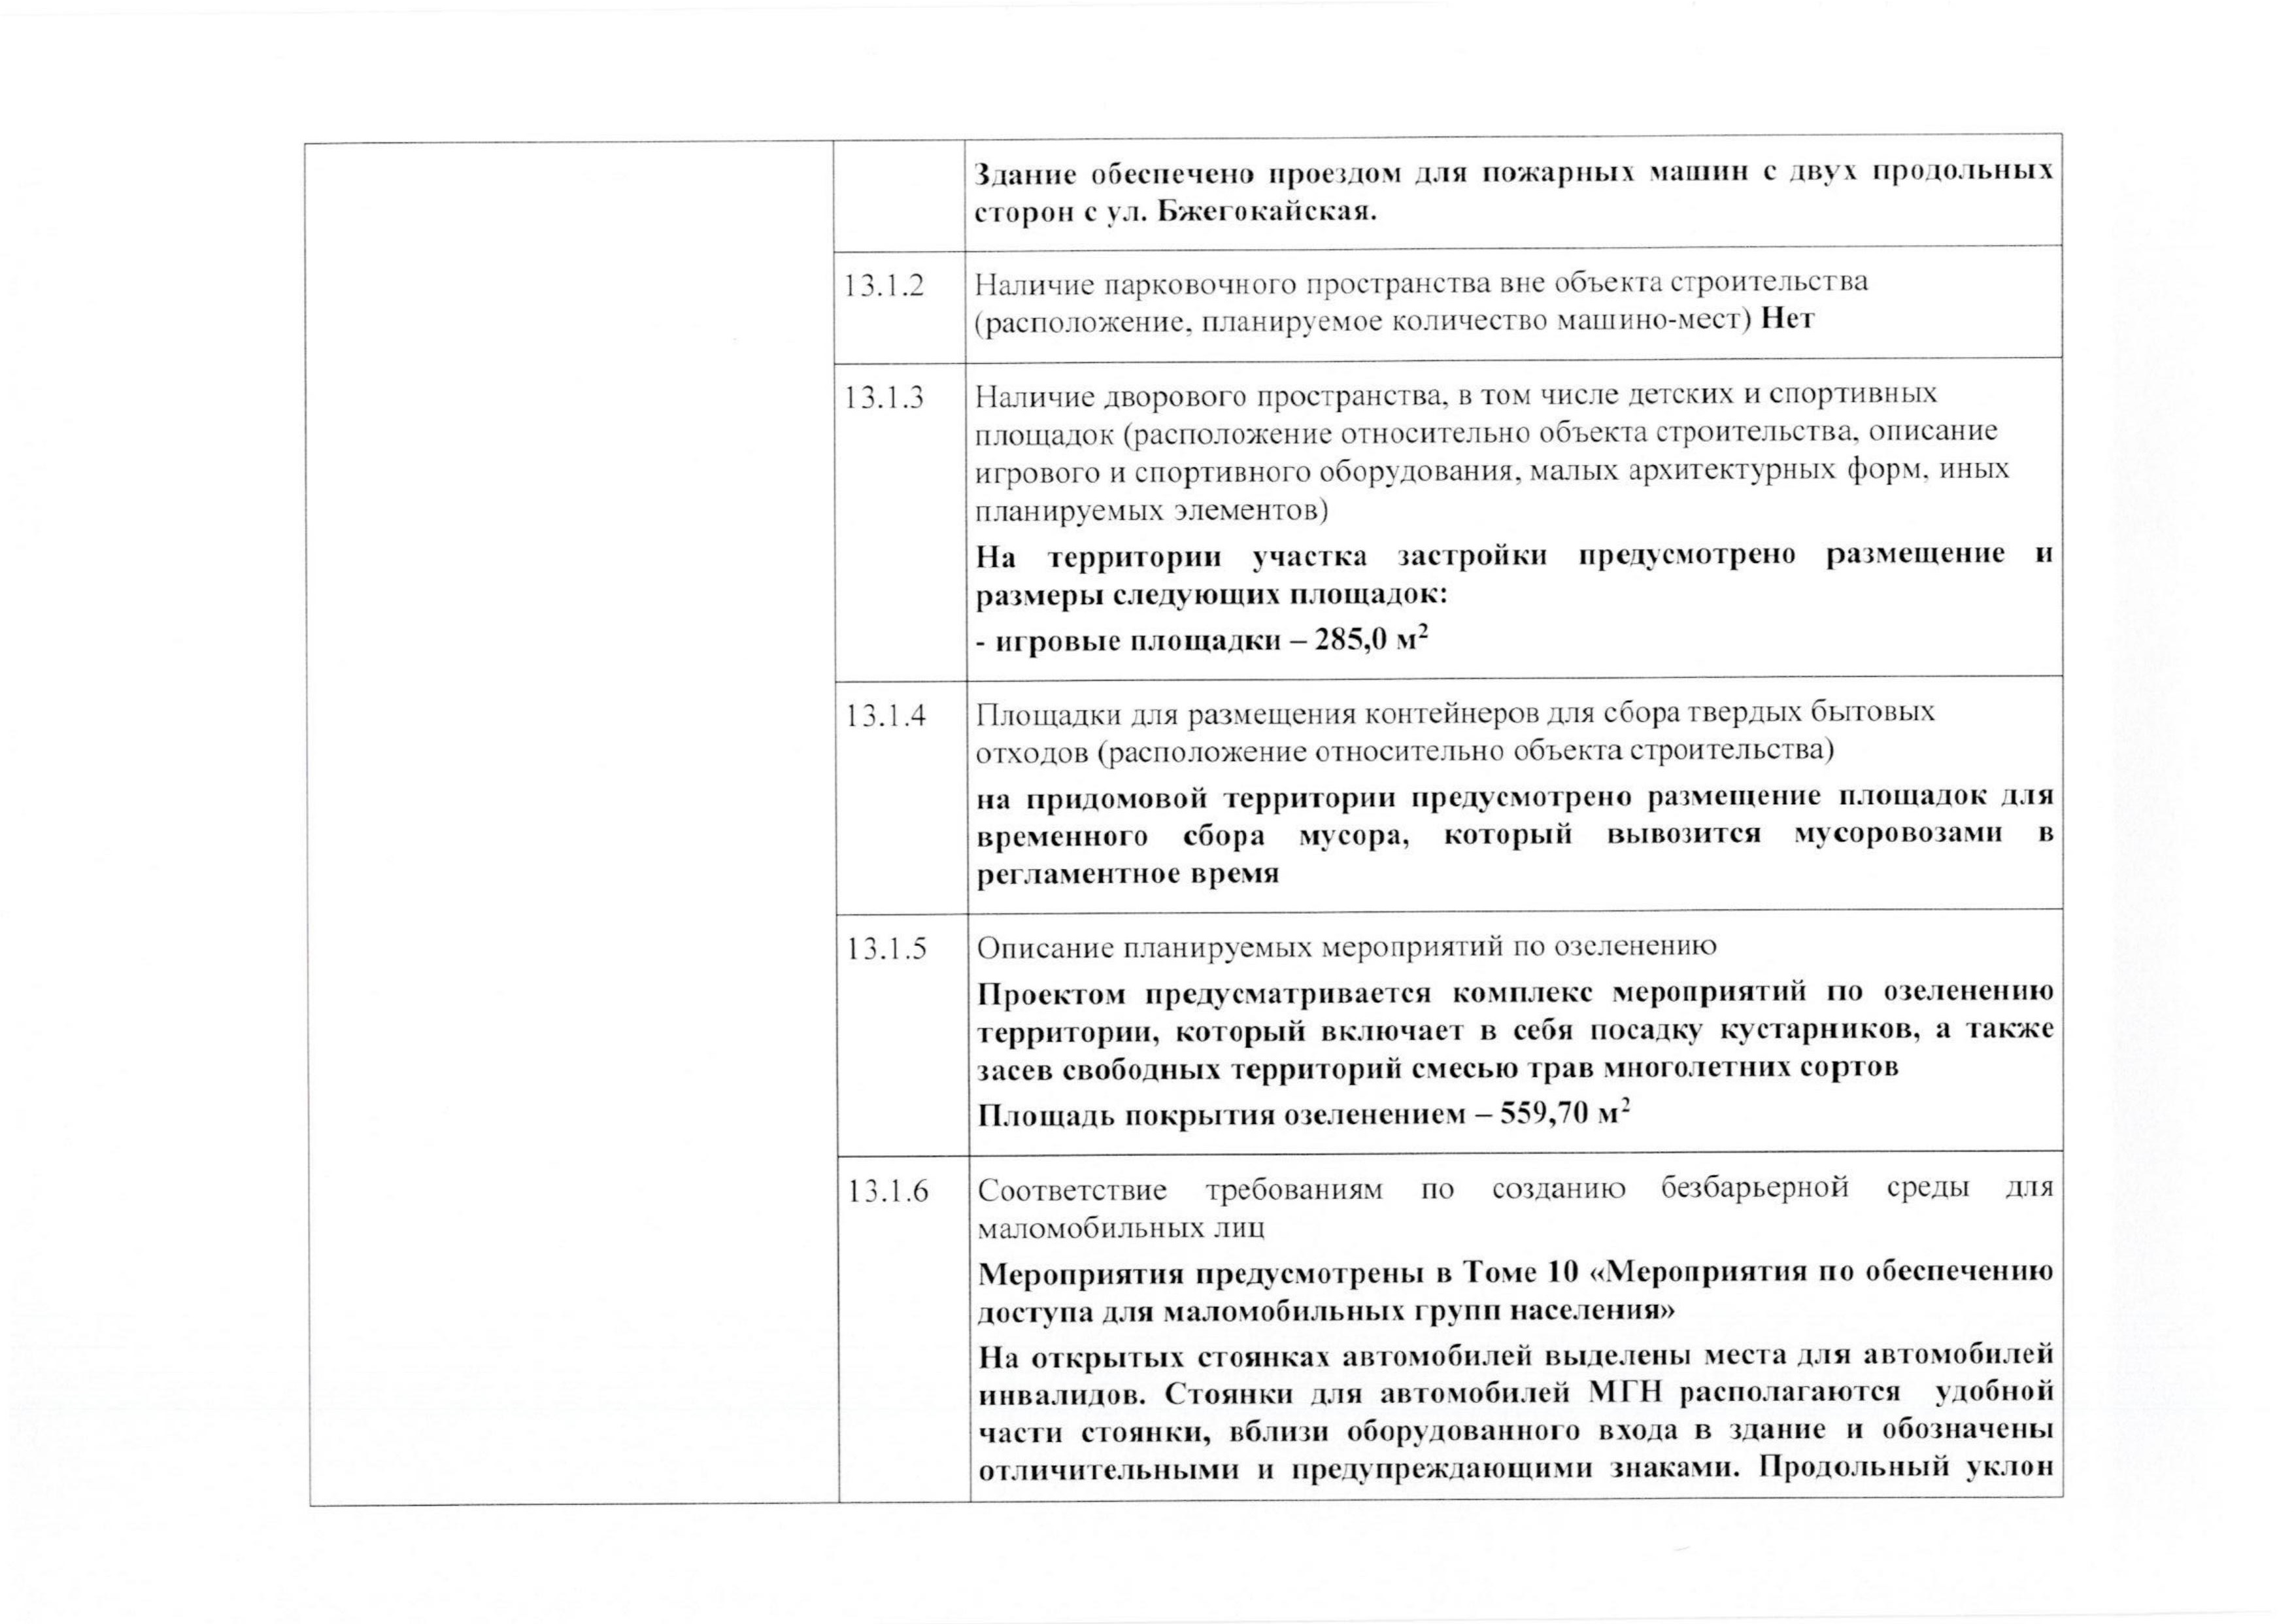 Здание обеспечено проездом для пожарных машин с двух продольных
сторон с ул. Бжегокайская.
13.1.2
Наличие парковочного пространства вне объекта строительства
(расположение, планируемое количество машино-мест) Нет
13.1.3
Наличие дворового пространства, в том числе детских и спортивных
площадок (расположение относительно объекта строительства, описание
игрового и спортивного оборудования, малых архитектурных форм, иных
планируемых элементов)
На территории участка застройки предусмотрено размещение и
размеры следующих площадок:
- игровые площадки – 285,0 м²
13.1.4
Площадки для размещения контейнеров для сбора твердых бытовых
отходов (расположение относительно объекта строительства)
на придомовой территории предусмотрено размещение площадок для
временного сбора мусора, который вывозится мусоровозами в
регламентное время
13.1.5
Описание планируемых мероприятий по озеленению
Проектом предусматривается комплекс мероприятий по озеленению
территории, который включает в себя посадку кустарников, а также
засев свободных территорий смесью трав многолетних сортов
Площадь покрытия озеленением – 559,70 м²
13.1.6
Соответствие требованиям по созданию безбарьерной среды для
маломобильных лиц
Мероприятия предусмотрены в Томе 10 «Мероприятия по обеспечению
доступа для маломобильных групп населения»
На открытых стоянках автомобилей выделены места для автомобилей
инвалидов. Стоянки для автомобилей МГН располагаются удобной
части стоянки, вблизи оборудованного входа в здание и обозначены
отличительными и предупреждающими знаками. Продольный уклон